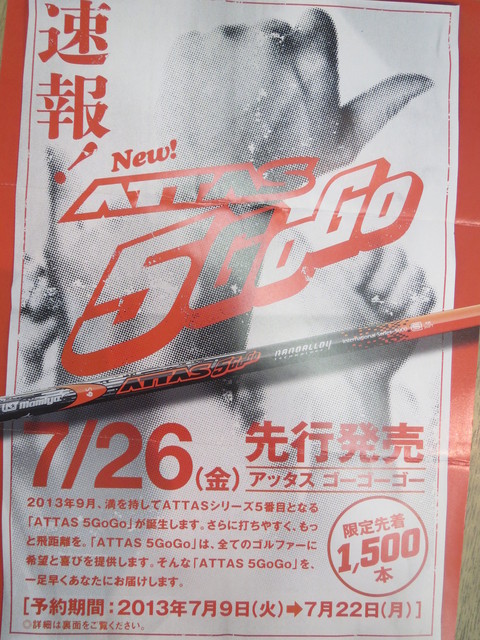 速報！
New!
ATTAS
5GoGo
UST Mamiya
ATTAS 5GoGo
NANOALLOY
TECHNOLOGY
7/26(金)
先行発売
アッタス ゴーゴーゴー
2013年9月、満を持してATTASシリーズ5番目となる
「ATTAS 5GoGo」が誕生します。さらに打ちやすく、もっ
と飛距離を。「ATTAS 5GoGo」は、全てのゴルファーに
希望と喜びを提供します。そんな「ATTAS 5GoGo」を、
一足早くあなたにお届けします。
限定先着
1,500
本
[予約期間：2013年7月9日(火)➡7月22日(月)]
◎詳細は裏面をご覧ください。